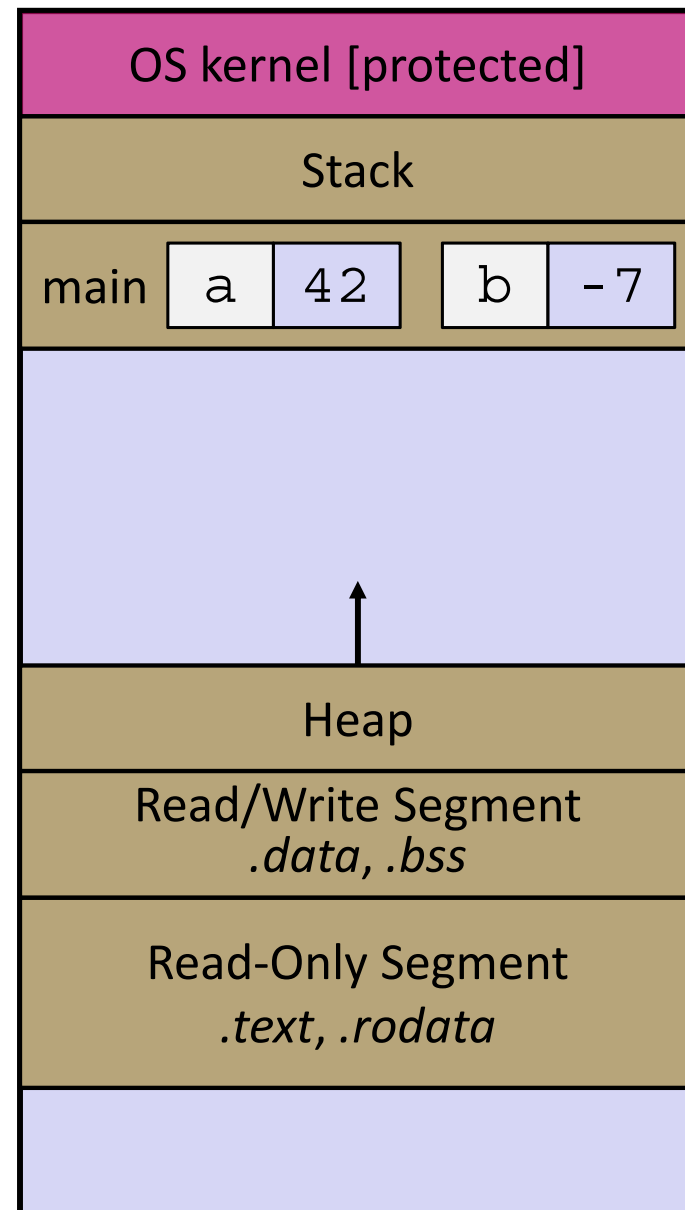 OS kernel [protected]
Stack
main a 42 b -7
Heap
Read/Write Segment
.data, .bss
Read-Only Segment
.text, .rodata